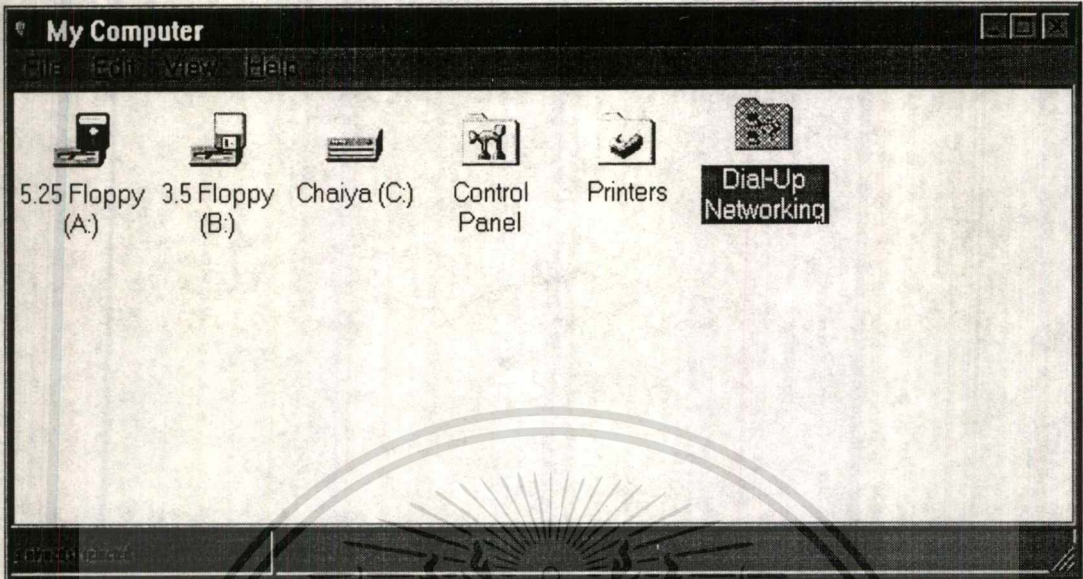 My Computer
File Edit View Help
5.25 Floppy (A:)
3.5 Floppy (B:)
Chaiya (C:)
Control Panel
Printers
Dial-Up Networking